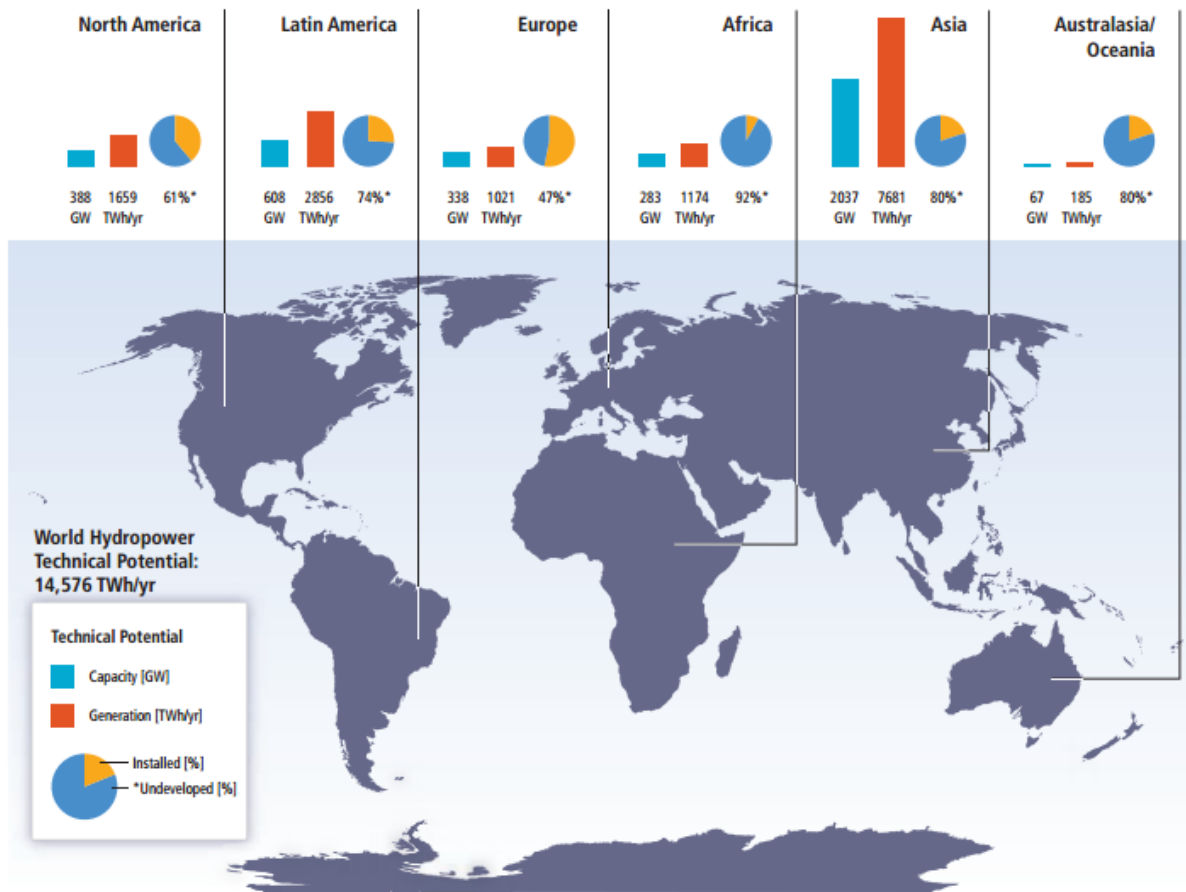 North America
Latin America
Europe
Africa
Asia
Australasia/
Oceania
388
GW
1659
TWh/yr
61%*
608
GW
2856
TWh/yr
74%*
338
GW
1021
TWh/yr
47%*
283
GW
1174
TWh/yr
92%*
2037
GW
7681
TWh/yr
80%*
67
GW
185
TWh/yr
80%*
World Hydropower
Technical Potential:
14,576 TWh/yr
Technical Potential
Capacity [GW]
Generation [TWh/yr]
Installed [%]
*Undeveloped [%]